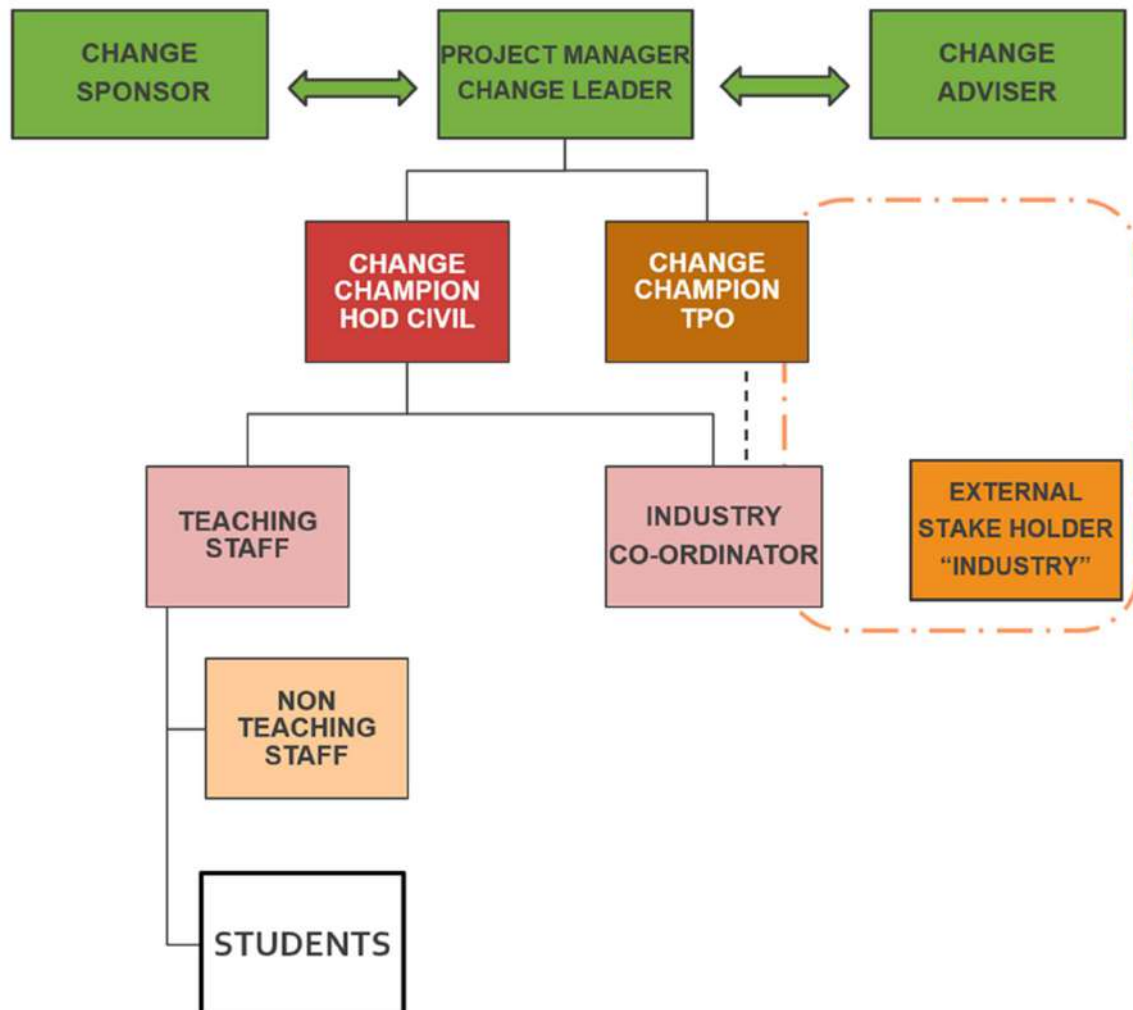 CHANGE
SPONSOR
PROJECT MANAGER
CHANGE LEADER
CHANGE
ADVISER
CHANGE
CHAMPION
HOD CIVIL
CHANGE
CHAMPION
TPO
TEACHING
STAFF
INDUSTRY
CO-ORDINATOR
EXTERNAL
STAKE HOLDER
“INDUSTRY”
NON
TEACHING
STAFF
STUDENTS